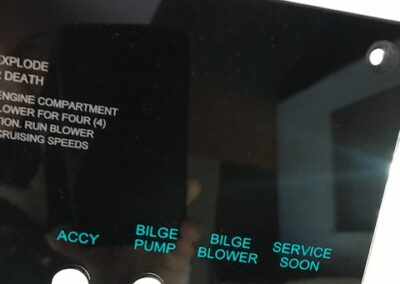 EXPLODE
DEATH
ENGINE COMPARTMENT
LOWER FOR FOUR (4)
TION. RUN BLOWER
CRUISING SPEEDS
ACCY
BILGE
PUMP
BILGE
BLOWER
SERVICE
SOON